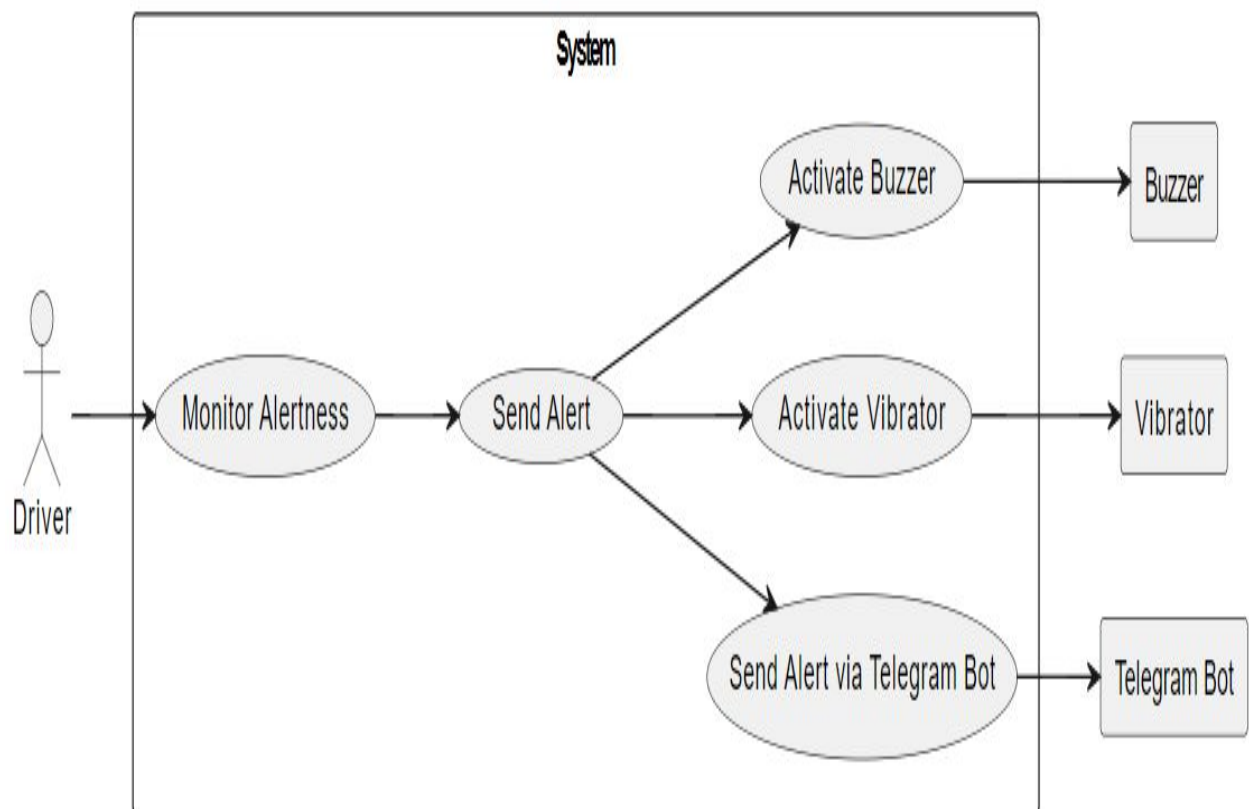 System
Activate Buzzer
Buzzer
Monitor Alertness
Send Alert
Activate Vibrator
Vibrator
Driver
Send Alert via Telegram Bot
Telegram Bot